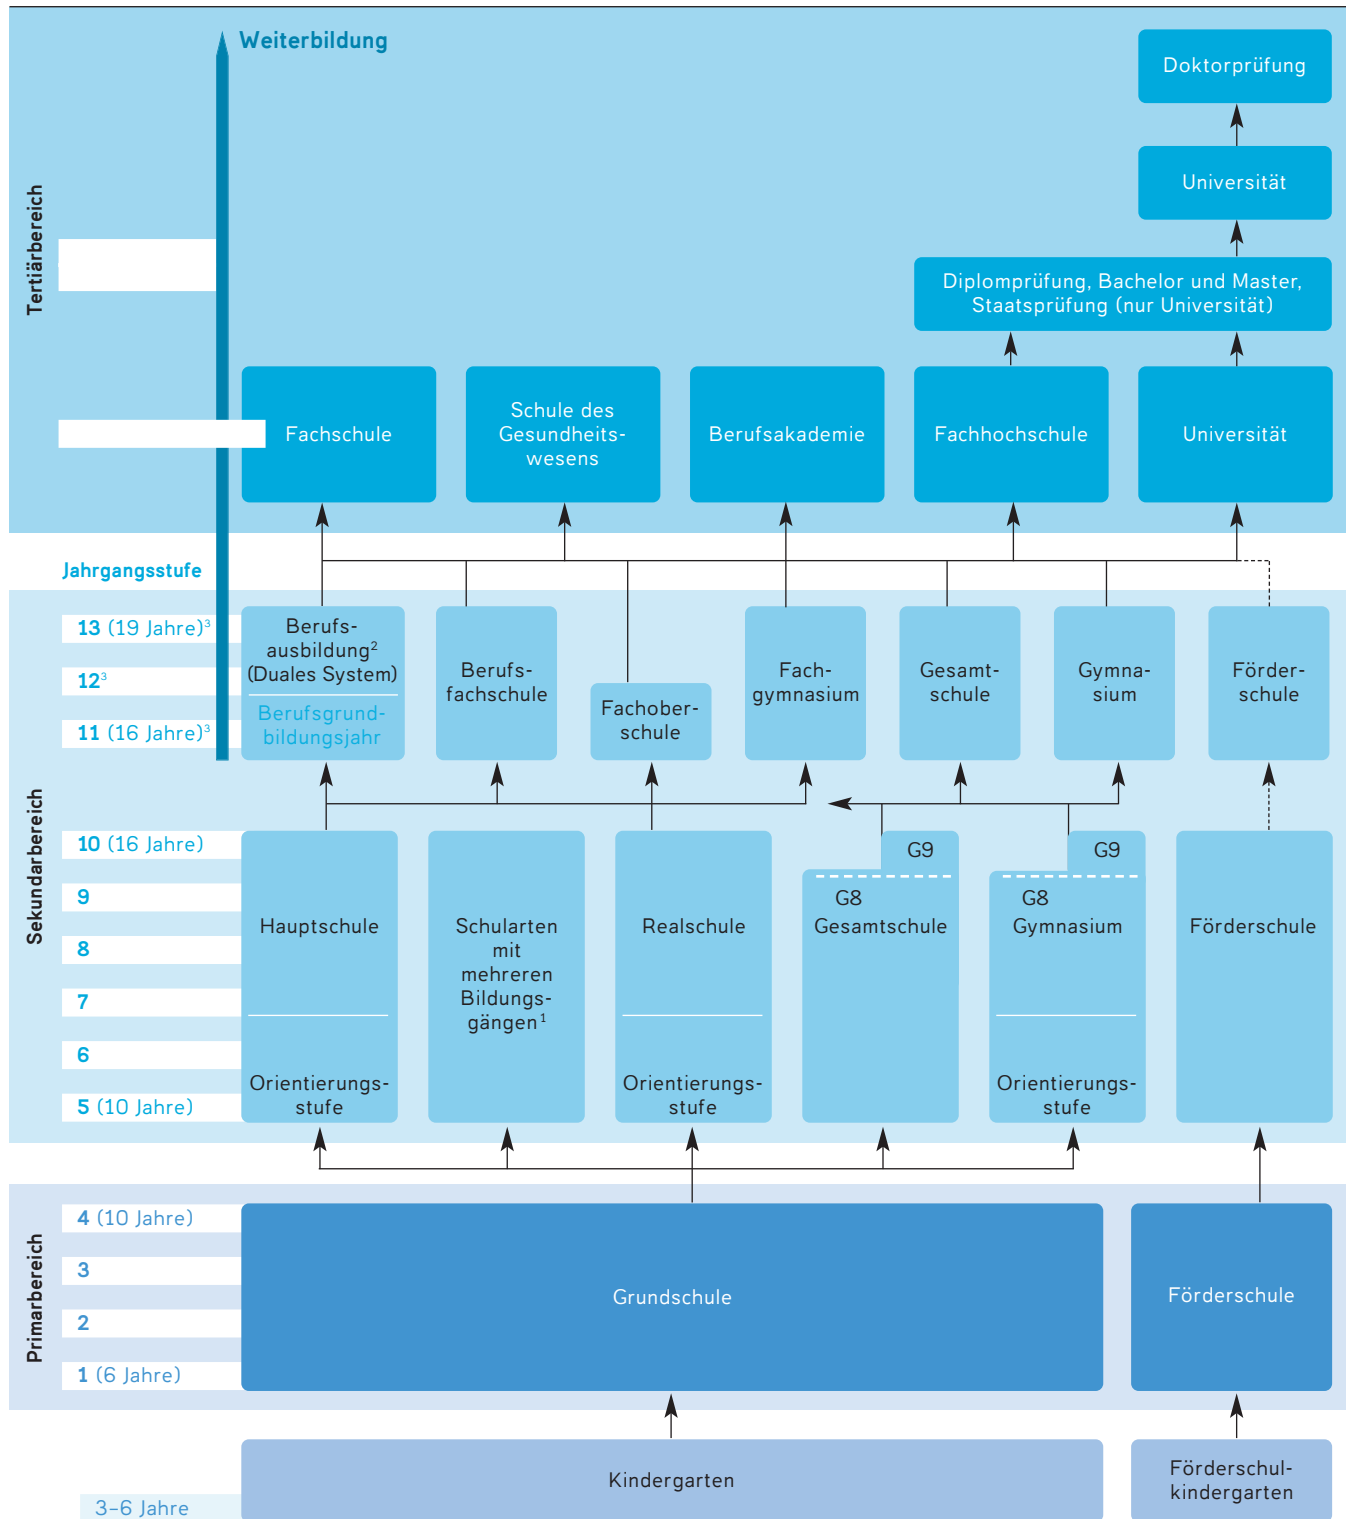 Weiterbildung
Doktorprüfung
Universität
Tertiärbereich
Diplomprüfung, Bachelor und Master,
Staatsprüfung (nur Universität)
Fachschule
Schule des
Gesundheits-
wesens
Berufsakademie
Fachhochschule
Universität
Jahrgangsstufe
13 (19 Jahre)³
12³
11 (16 Jahre)³
Berufs-
ausbildung²
(Duales System)
Berufsgrund-
bildungsjahr
Berufs-
fachschule
Fachober-
schule
Fach-
gymnasium
Gesamt-
schule
Gymna-
sium
Förder-
schule
Sekundarbereich
10 (16 Jahre)
9
8
7
6
5 (10 Jahre)
Hauptschule
Orientierungs-
stufe
Schularten
mit
mehreren
Bildungs-
gängen¹
Realschule
Orientierungs-
stufe
G9
G8
Gesamtschule
G9
G8
Gymnasium
Orientierungs-
stufe
Förderschule
Primarbereich
4 (10 Jahre)
3
2
1 (6 Jahre)
Grundschule
Förderschule
Kindergarten
Förderschul-
kindergarten
3–6 Jahre